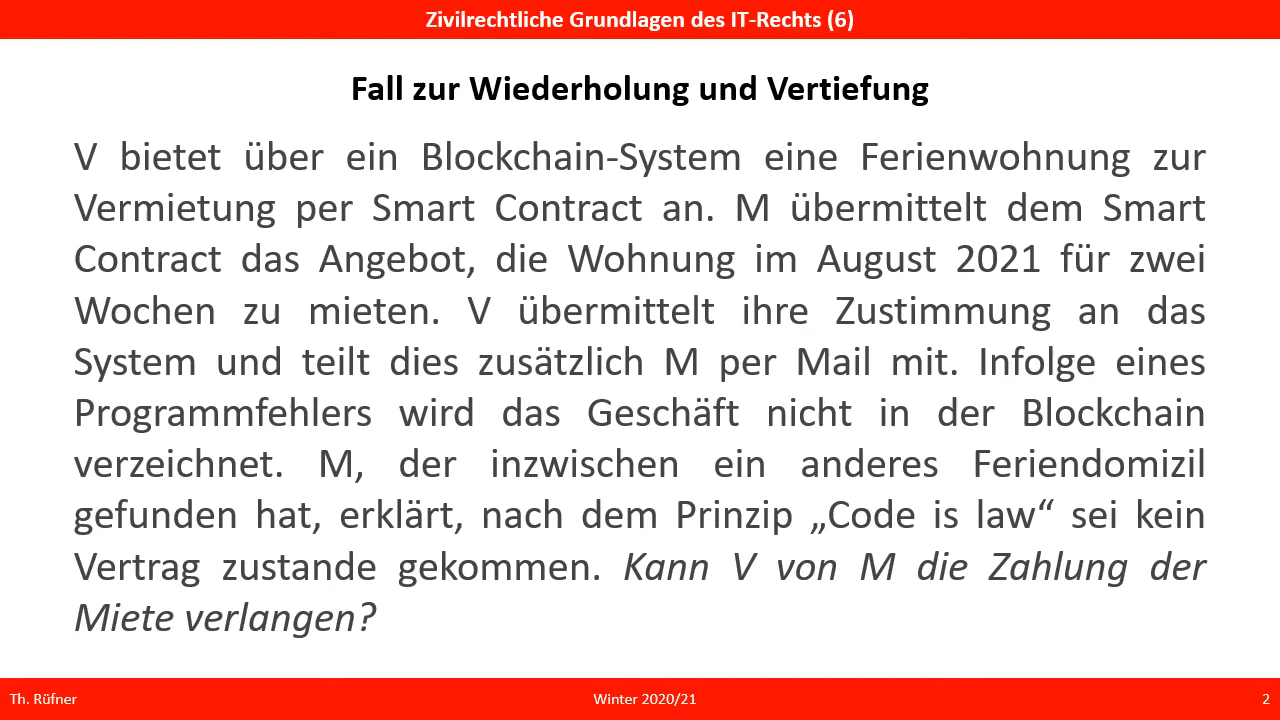 Zivilrechtliche Grundlagen des IT-Rechts (6)
Fall zur Wiederholung und Vertiefung
V bietet über ein Blockchain-System eine Ferienwohnung zur
Vermietung per Smart Contract an. M übermittelt dem Smart
Contract das Angebot, die Wohnung im August 2021 für zwei
Wochen zu mieten. V übermittelt ihre Zustimmung an das
System und teilt dies zusätzlich M per Mail mit. Infolge eines
Programmfehlers wird das Geschäft nicht in der Blockchain
verzeichnet. M, der inzwischen ein anderes Feriendomizil
gefunden hat, erklärt, nach dem Prinzip „Code is law“ sei kein
Vertrag zustande gekommen. Kann V von M die Zahlung der
Miete verlangen?
Th. Rüfner
Winter 2020/21
2